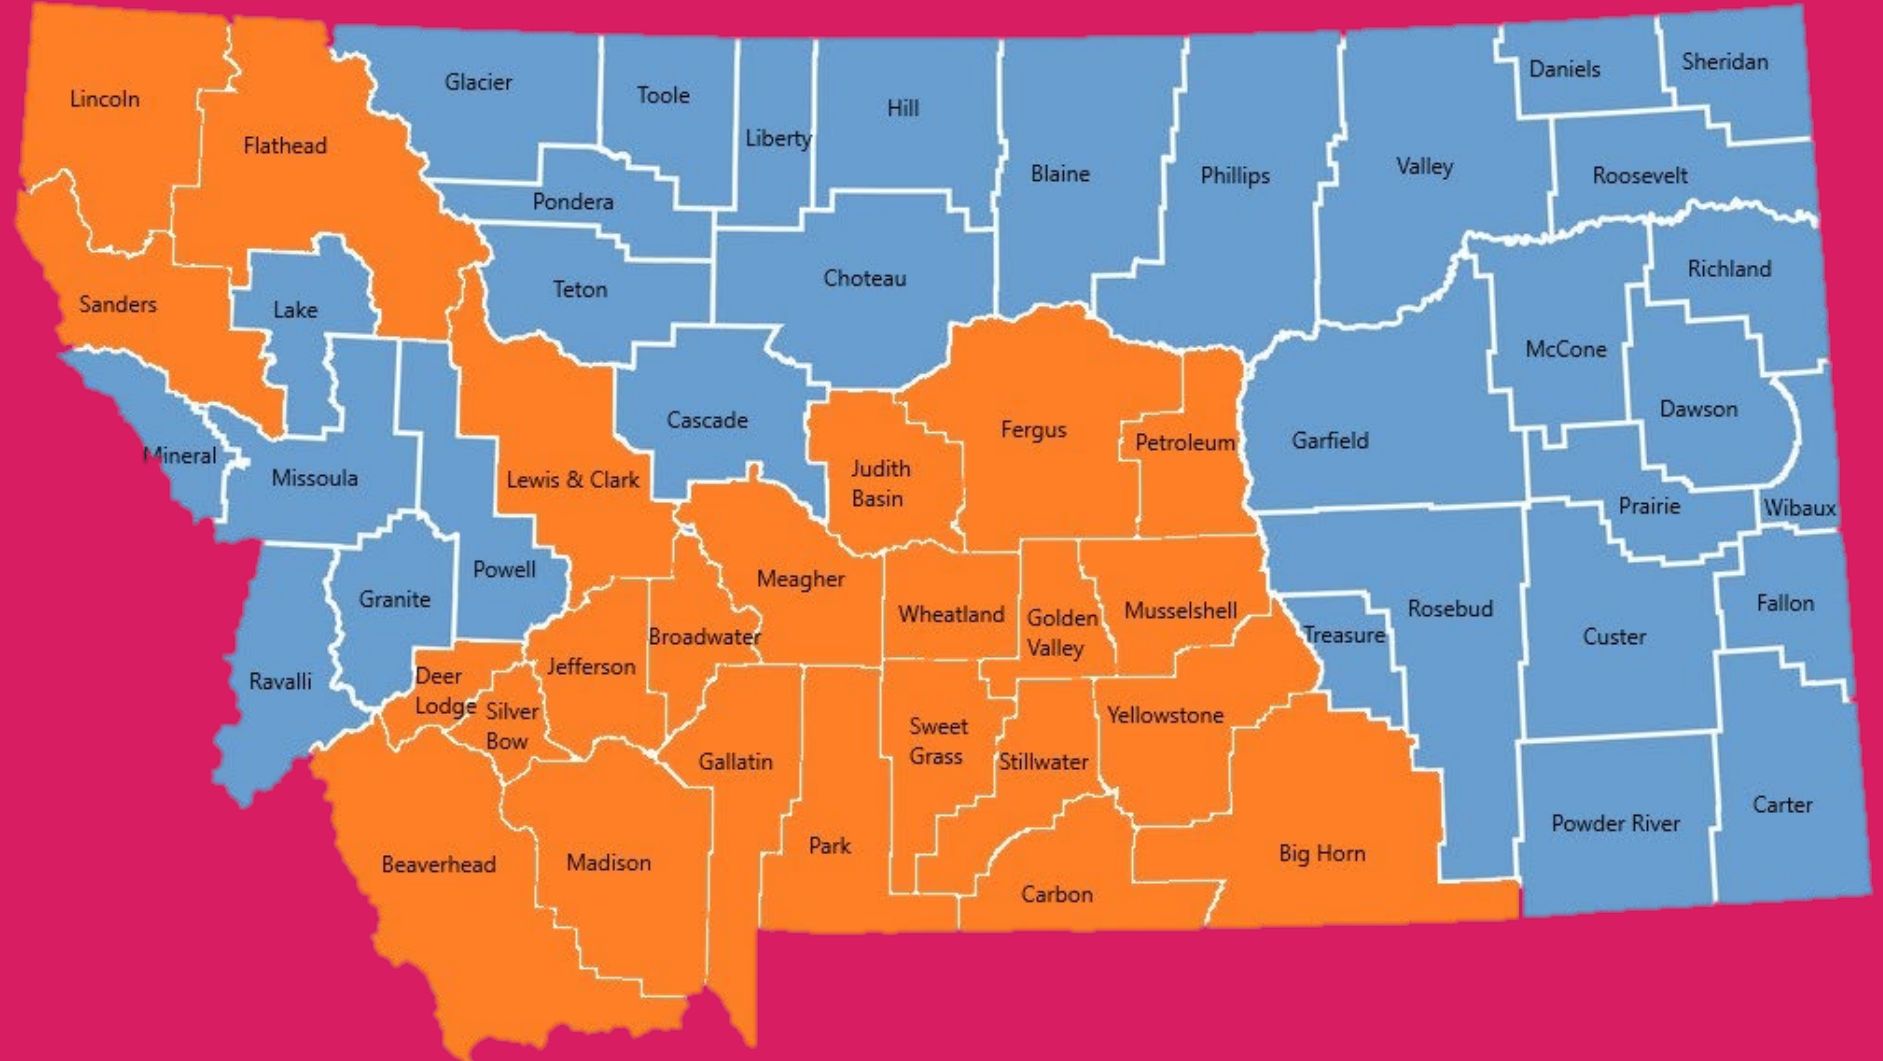 Lincoln
Flathead
Glacier
Toole
Liberty
Hill
Blaine
Phillips
Valley
Daniels
Sheridan
Roosevelt
Pondera
Sanders
Lake
Teton
Choteau
Richland
McCone
Mineral
Missoula
Lewis & Clark
Cascade
Judith
Basin
Fergus
Petroleum
Garfield
Dawson
Prairie
Wibaux
Ravalli
Granite
Powell
Deer
Lodge
Silver
Bow
Jefferson
Broadwater
Meagher
Wheatland
Golden
Valley
Musselshell
Treasure
Rosebud
Custer
Fallon
Beaverhead
Madison
Gallatin
Park
Sweet
Grass
Stillwater
Yellowstone
Carbon
Big Horn
Powder River
Carter